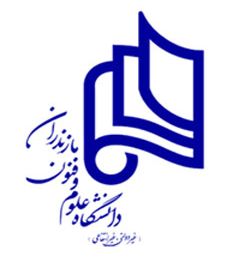 دانشگاه علوم
و فنون
مازندران
(غیردولتی-غیرانتفاعی)